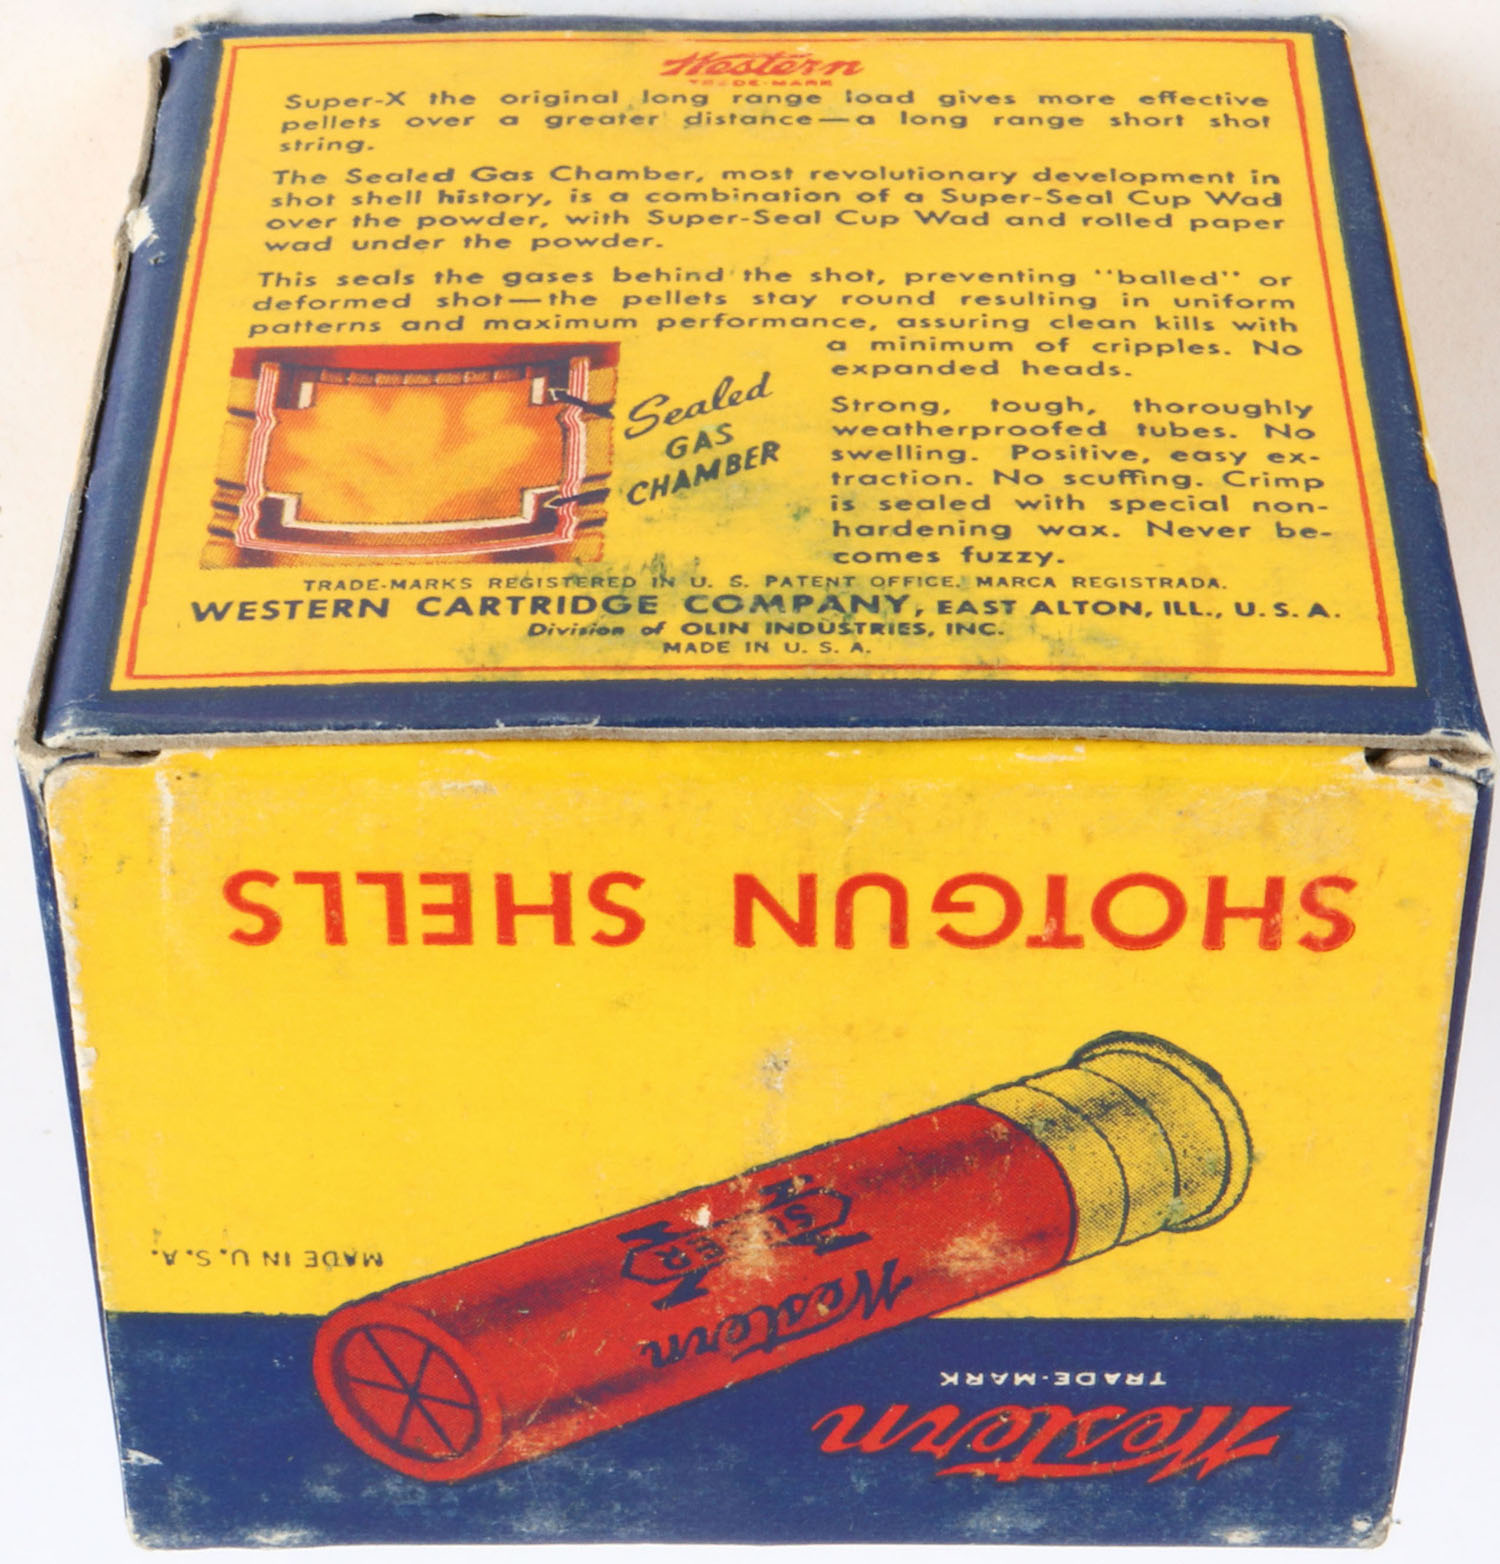 Western
TRADE-MARK
Super-X the original long range load gives more effective
pellets over a greater distance—a long range short shot
string.
The Sealed Gas Chamber, most revolutionary development in
shot shell history, is a combination of a Super-Seal Cup Wad
over the powder, with Super-Seal Cup Wad and rolled paper
wad under the powder.
This seals the gases behind the shot, preventing "balled" or
deformed shot—the pellets stay round resulting in uniform
patterns and maximum performance, assuring clean kills with
a minimum of cripples. No
expanded heads.
Strong, tough, thoroughly
weatherproofed tubes. No
swelling. Positive, easy ex-
traction. No scuffing. Crimp
is sealed with special non-
hardening wax. Never be-
comes fuzzy.
Sealed
GAS
CHAMBER
TRADE-MARKS REGISTERED IN U. S. PATENT OFFICE. MARCA REGISTRADA.
WESTERN CARTRIDGE COMPANY, EAST ALTON, ILL., U. S. A.
Division of OLIN INDUSTRIES, INC.
MADE IN U. S. A.
Western
TRADE-MARK
Western
SUPER
X
MADE IN U. S. A.
SHOTGUN SHELLS